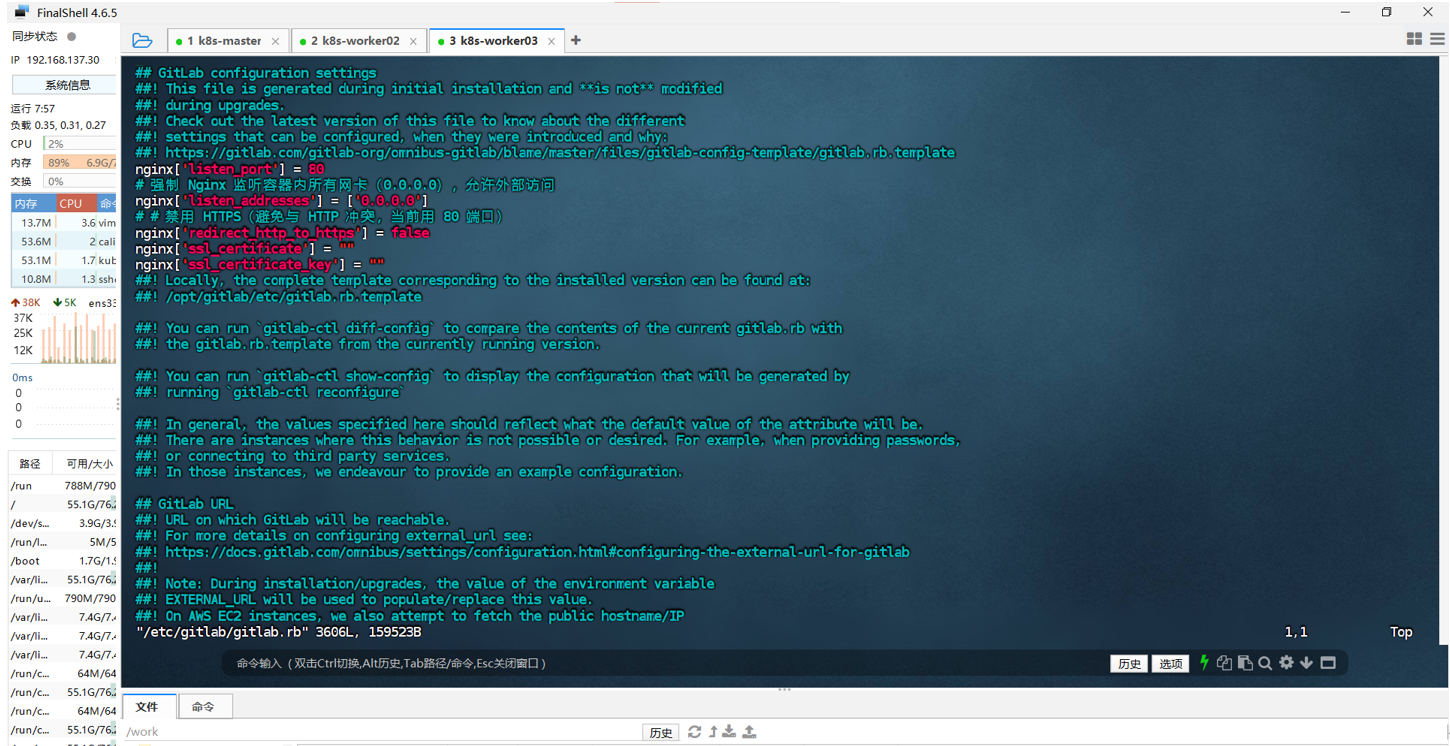 FinalShell 4.6.5
同步状态
IP 192.168.137.30
系统信息
运行 7:57
负载 0.35, 0.31, 0.27
CPU 2%
内存 89% 6.9G/7
交换 0%
内存 CPU 命令
13.7M 3.6 vim
53.6M 2 cali
53.1M 1.7 kub
10.8M 1.3 ssh
38K 5K ens33
37K
25K
12K
0ms
0
0
0
路径 可用/大小
/run 788M/790
/ 55.1G/76.
/dev/s... 3.9G/3.9
/run/l... 5M/5
/boot 1.7G/1.9
/var/li... 55.1G/76.
/run/u... 790M/790
/var/li... 7.4G/7.4
/var/li... 7.4G/7.4
/var/li... 7.4G/7.4
/run/c... 64M/64
/run/c... 55.1G/76.
/run/c... 64M/64
/run/c... 55.1G/76.
1 k8s-master
2 k8s-worker02
3 k8s-worker03
## GitLab configuration settings
##! This file is generated during initial installation and **is not** modified
##! during upgrades.
##! Check out the latest version of this file to know about the different
##! settings that can be configured, when they were introduced and why:
##! https://gitlab.com/gitlab-org/omnibus-gitlab/blame/master/files/gitlab-config-template/gitlab.rb.template
nginx['listen_port'] = 80
# 强制 Nginx 监听容器内所有网卡（0.0.0.0），允许外部访问
nginx['listen_addresses'] = ['0.0.0.0']
# # 禁用 HTTPS（避免与 HTTP 冲突，当前用 80 端口）
nginx['redirect_http_to_https'] = false
nginx['ssl_certificate'] = ""
nginx['ssl_certificate_key'] = ""
##! Locally, the complete template corresponding to the installed version can be found at:
##! /opt/gitlab/etc/gitlab.rb.template
##! You can run `gitlab-ctl diff-config` to compare the contents of the current gitlab.rb with
##! the gitlab.rb.template from the currently running version.
##! You can run `gitlab-ctl show-config` to display the configuration that will be generated by
##! running `gitlab-ctl reconfigure`
##! In general, the values specified here should reflect what the default value of the attribute will be.
##! There are instances where this behavior is not possible or desired. For example, when providing passwords,
##! or connecting to third party services.
##! In those instances, we endeavour to provide an example configuration.
## GitLab URL
##! URL on which GitLab will be reachable.
##! For more details on configuring external_url see:
##! https://docs.gitlab.com/omnibus/settings/configuration.html#configuring-the-external-url-for-gitlab
##!
##! Note: During installation/upgrades, the value of the environment variable
##! EXTERNAL_URL will be used to populate/replace this value.
##! On AWS EC2 instances, we also attempt to fetch the public hostname/IP
"/etc/gitlab/gitlab.rb" 3606L, 159523B 1,1 Top
命令输入（双击Ctrl切换,Alt历史,Tab路径/命令,Esc关闭窗口）
历史 选项
文件 命令
/work 历史